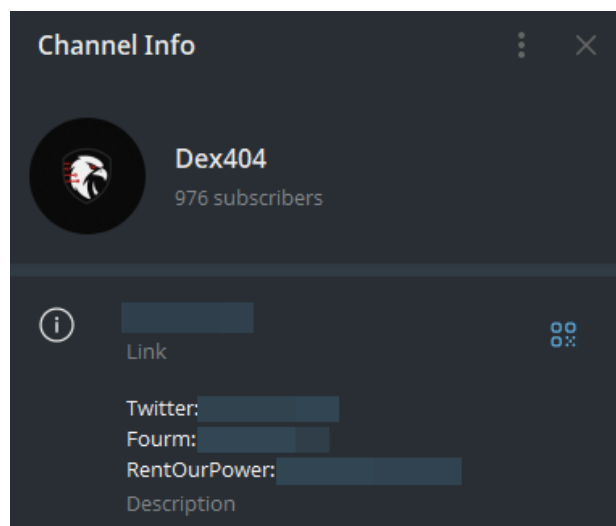 Channel Info
Dex404
976 subscribers
Link
Twitter:
Fourm:
RentOurPower:
Description